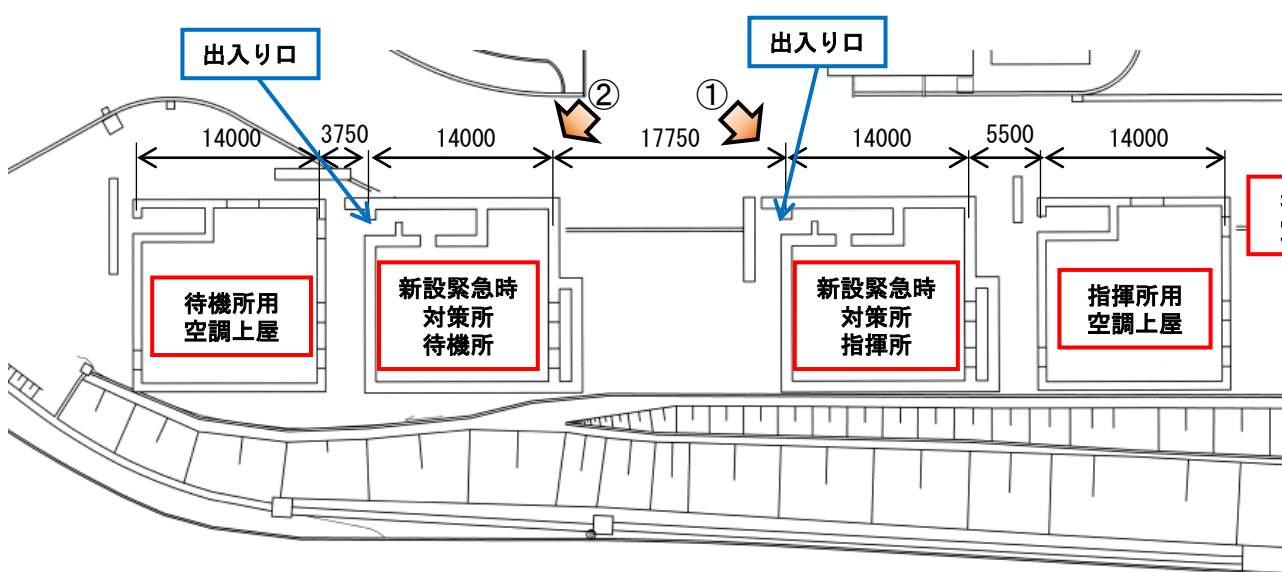 出入り口
出入り口
②
①
14000
3750
14000
17750
14000
5500
14000
待機所用
空調上屋
新設緊急時
対策所
待機所
新設緊急時
対策所
指揮所
指揮所用
空調上屋